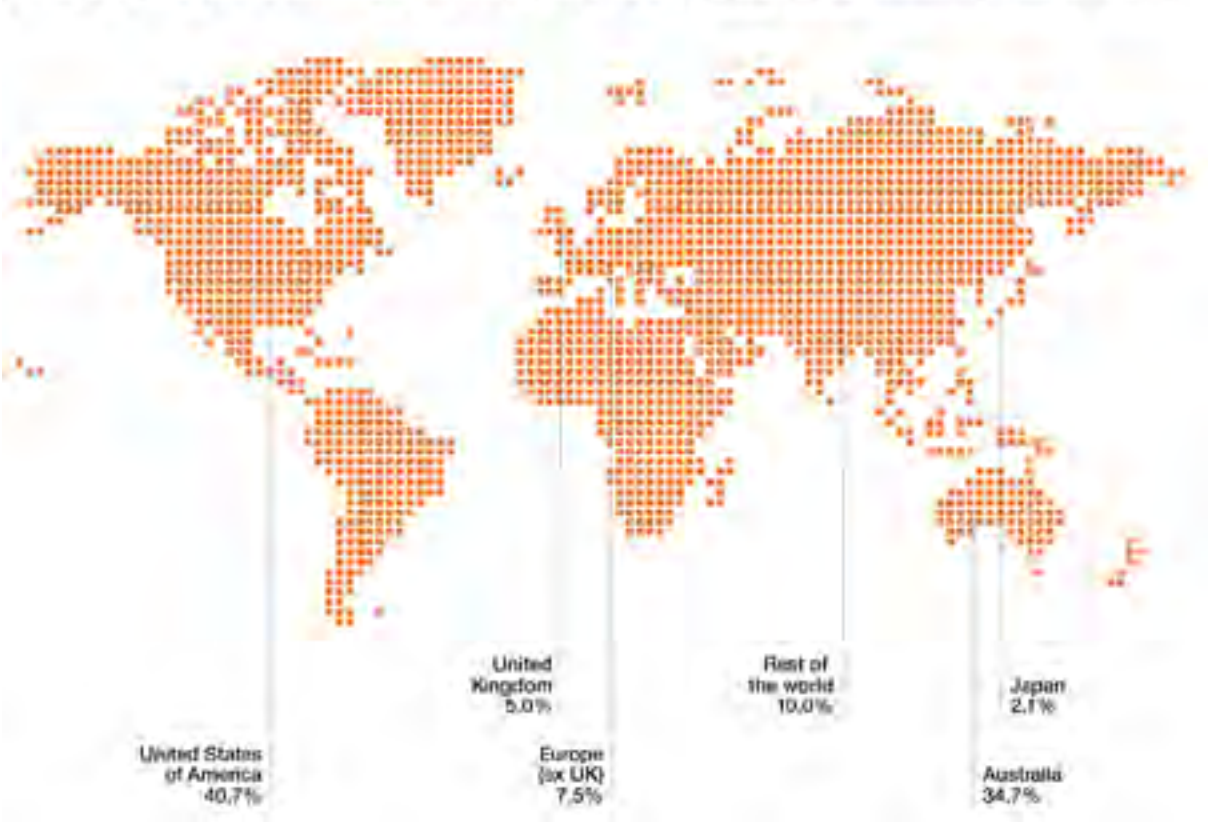 United
Kingdom
5.0%
Rest of
the world
10.0%
Japan
2.1%
United States
of America
40.7%
Europe
(ex UK)
7.5%
Australia
34.7%